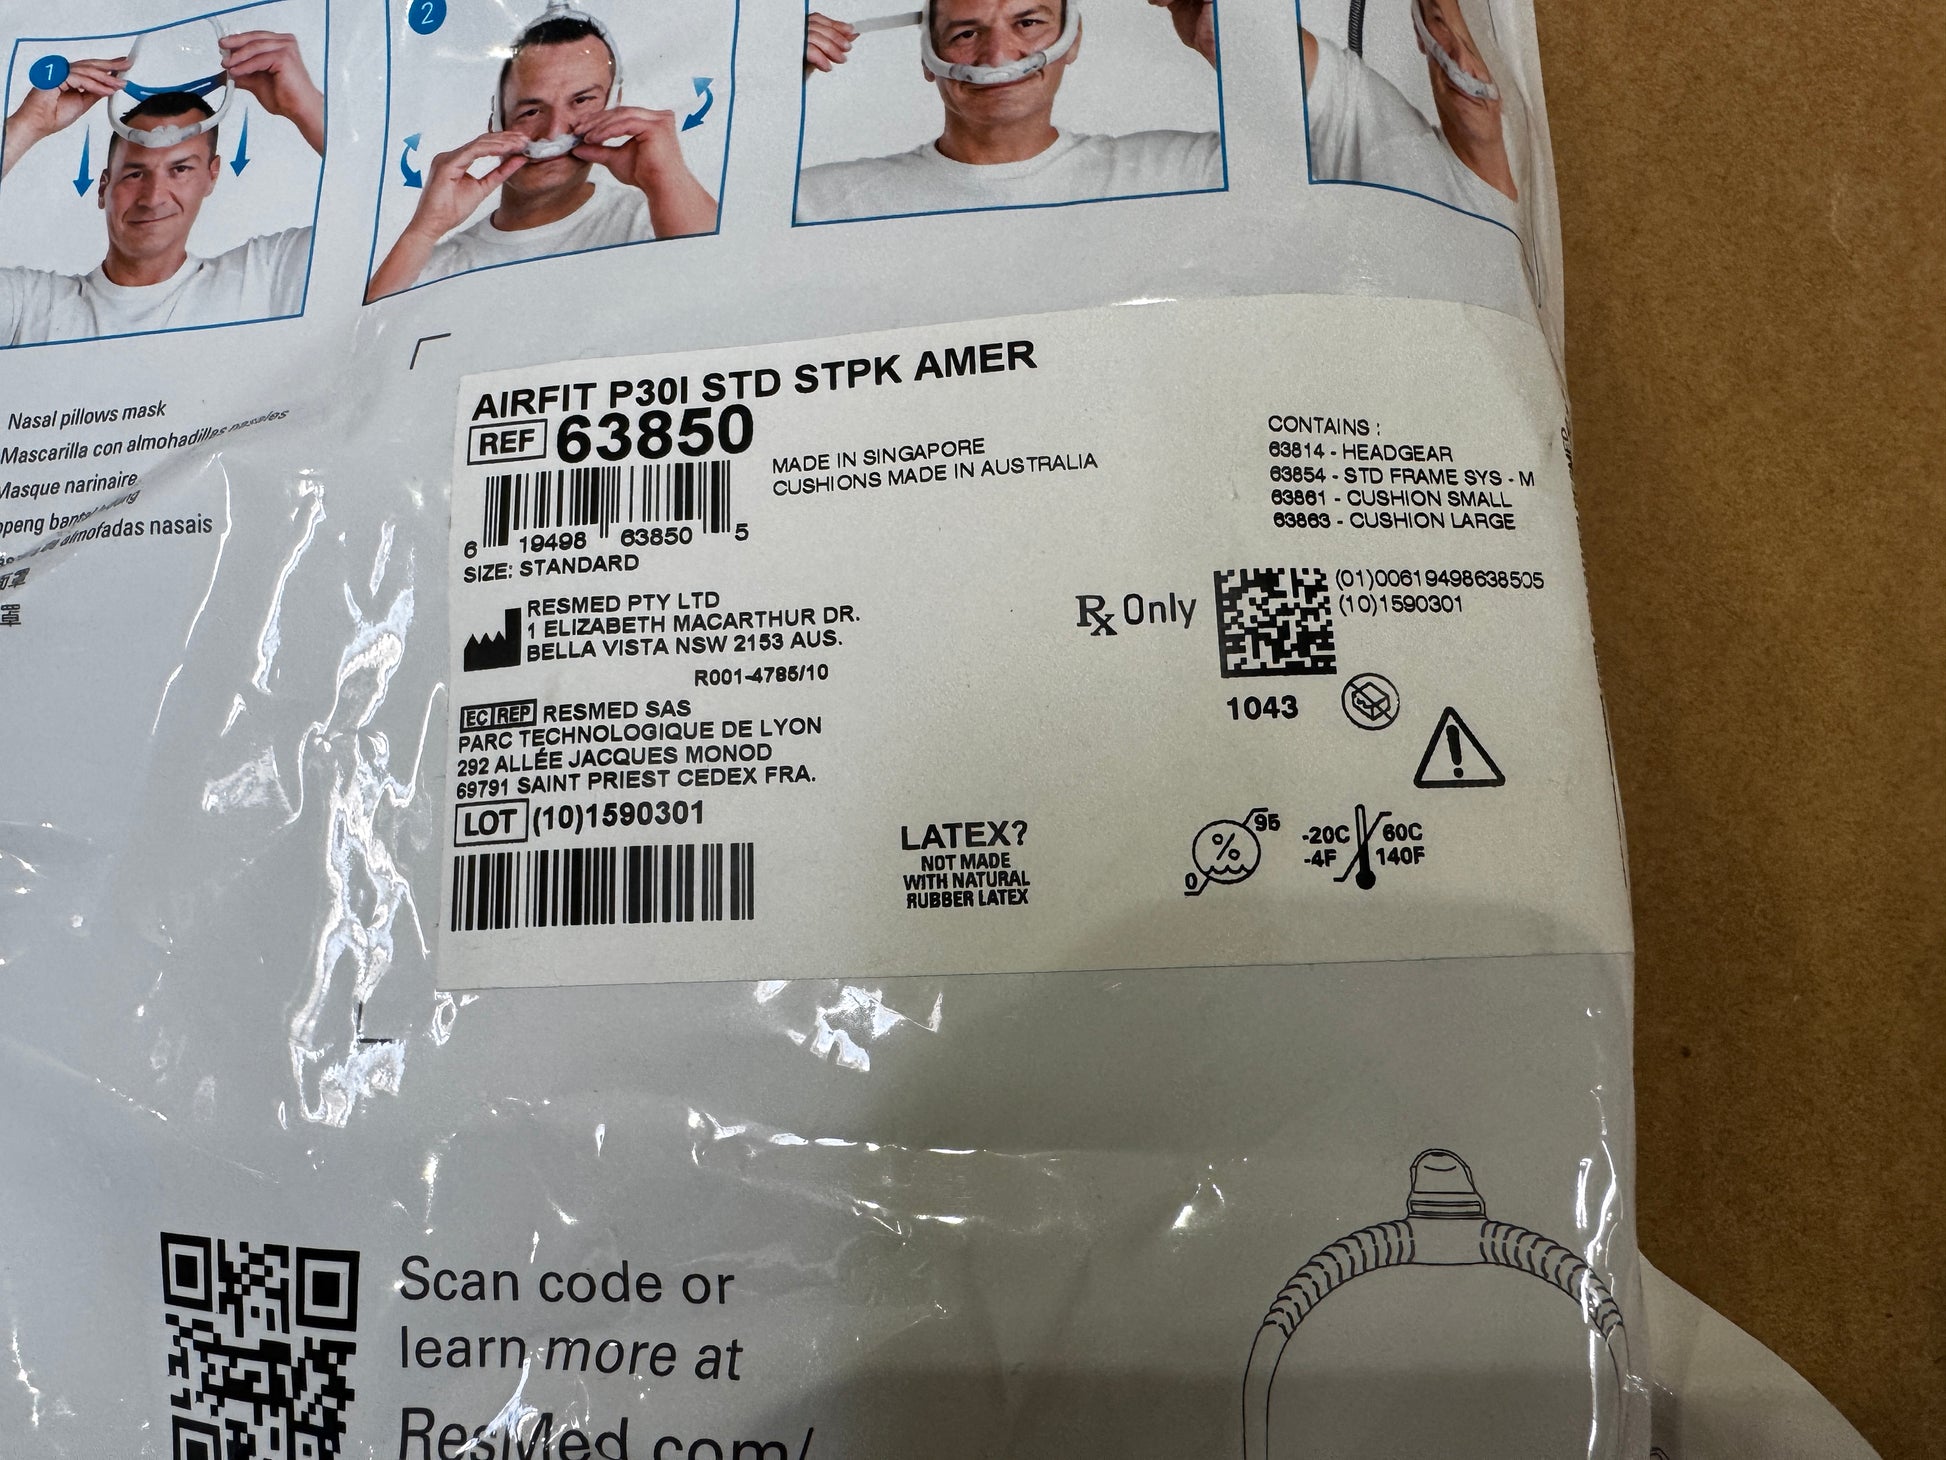 1
2
Nasal pillows mask
Mascarilla con almohadillas nasales
Masque narinaire
almofadas nasais
罩
AIRFIT P30I STD STPK AMER
REF 63850
MADE IN SINGAPORE
CUSHIONS MADE IN AUSTRALIA
6 19498 63850 5
SIZE: STANDARD
CONTAINS :
63814 - HEADGEAR
63854 - STD FRAME SYS - M
63861 - CUSHION SMALL
63863 - CUSHION LARGE
RESMED PTY LTD
1 ELIZABETH MACARTHUR DR.
BELLA VISTA NSW 2153 AUS.
R001-4785/10
Rx Only
(01)00619498638505
(10)1590301
1043
EC REP RESMED SAS
PARC TECHNOLOGIQUE DE LYON
292 ALLÉE JACQUES MONOD
69791 SAINT PRIEST CEDEX FRA.
LOT (10)1590301
LATEX?
NOT MADE
WITH NATURAL
RUBBER LATEX
% 95
0
-20C 60C
-4F 140F
Scan code or
learn more at
ResMed.com/